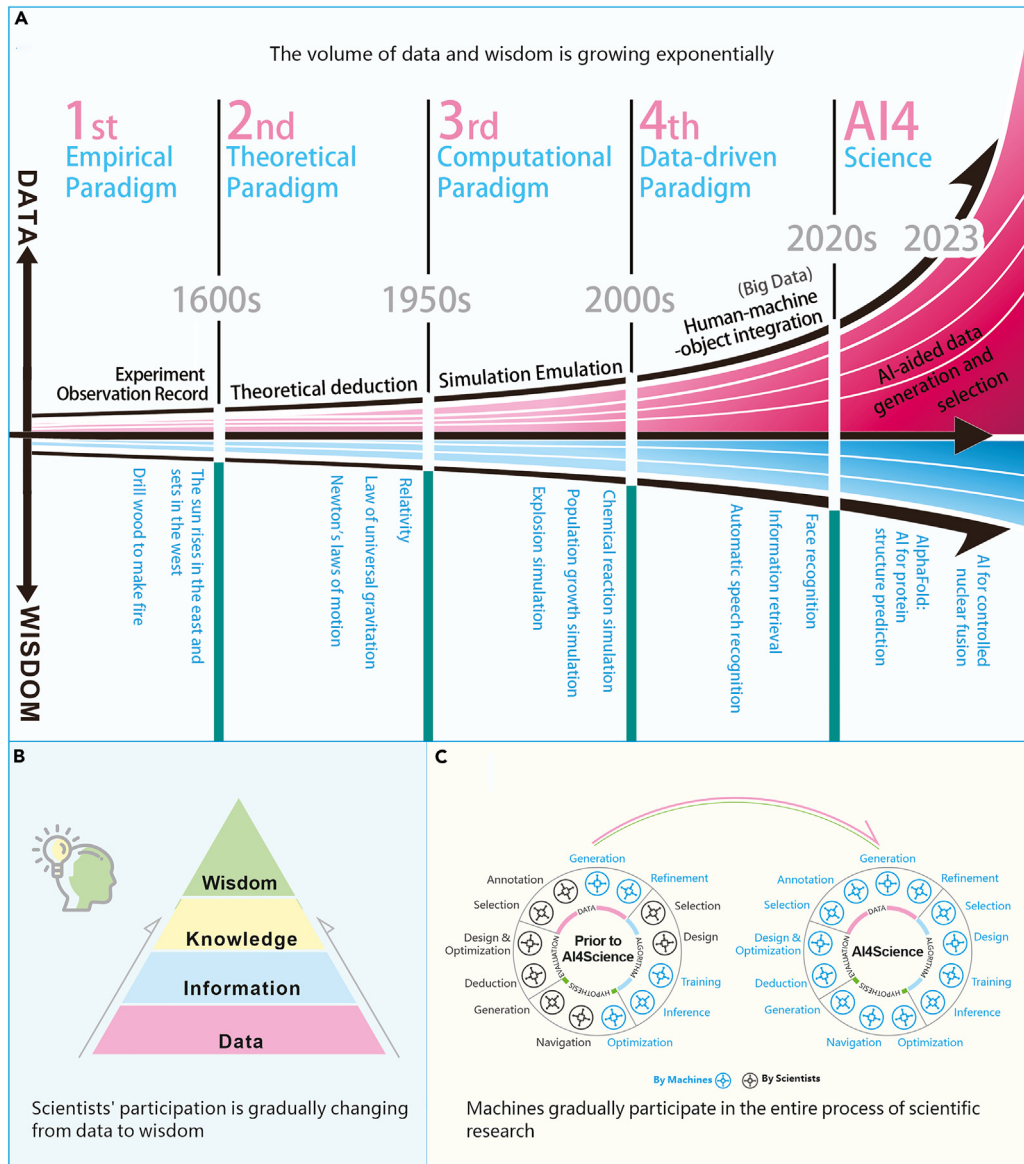 A
The volume of data and wisdom is growing exponentially
1st
Empirical
Paradigm
2nd
Theoretical
Paradigm
3rd
Computational
Paradigm
4th
Data-driven
Paradigm
AI4
Science
DATA
WISDOM
1600s
1950s
2000s
2020s
2023
Experiment
Observation Record
Theoretical deduction
Simulation Emulation
(Big Data)
Human-machine
-object integration
AI-aided data
generation and
selection
Drill wood to make fire
The sun rises in the east and
sets in the west
Newton's laws of motion
Law of universal gravitation
Relativity
Explosion simulation
Population growth simulation
Chemical reaction simulation
Automatic speech recognition
Information retrieval
Face recognition
AlphaFold:
AI for protein
structure prediction
AI for controlled
nuclear fusion
B
Wisdom
Knowledge
Information
Data
Scientists' participation is gradually changing
from data to wisdom
C
Generation
Refinement
Selection
Design
Training
Inference
Optimization
Navigation
Generation
Deduction
Design &
Optimization
Selection
Annotation
DATA
ALGORITHM
HYPOTHESIS
EVALUATION
Prior to
AI4Science
Generation
Refinement
Selection
Design
Training
Inference
Optimization
Navigation
Generation
Deduction
Design &
Optimization
Selection
Annotation
DATA
ALGORITHM
HYPOTHESIS
EVALUATION
AI4Science
By Machines
By Scientists
Machines gradually participate in the entire process of scientific
research